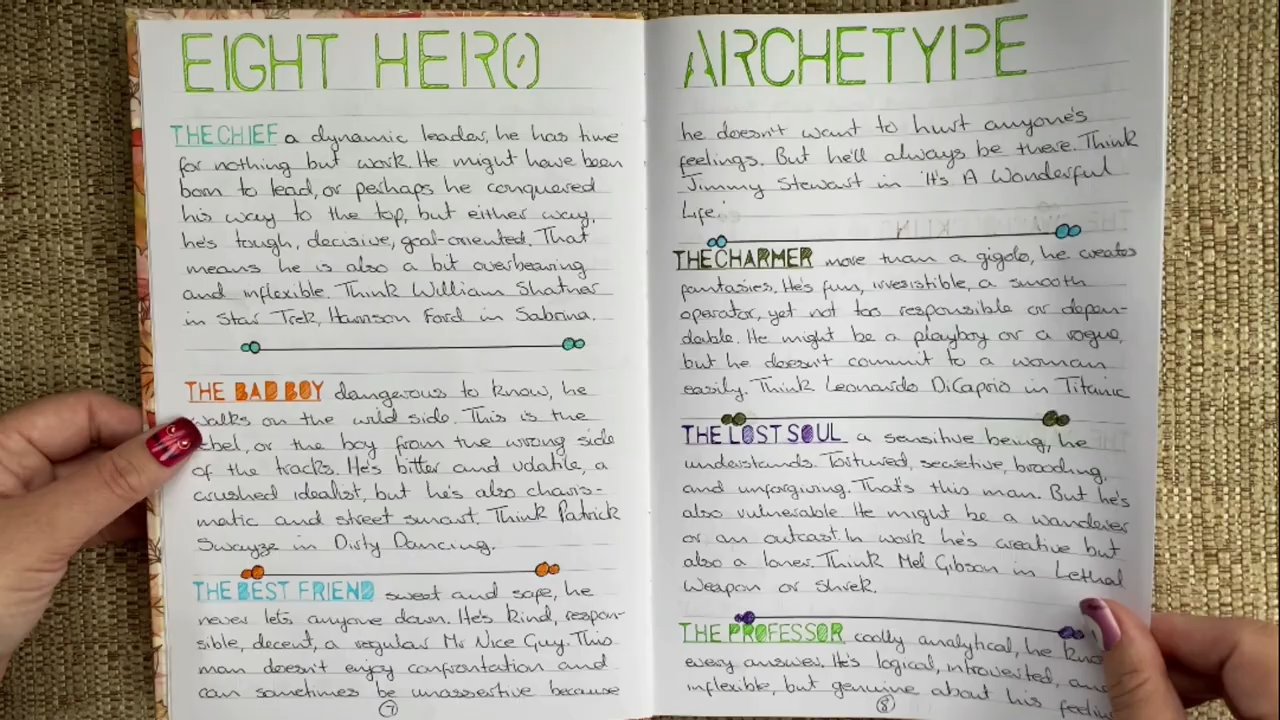 EIGHT HERO
THE CHIEF a dynamic leader, he has time
for nothing but work. He might have been
born to lead, or perhaps he conquered
his way to the top, but either way,
he's tough, decisive, goal-oriented. That
means he is also a bit overbearing
and inflexible. Think William Shatner
in Star Trek, Harrison Ford in Sabrina.
THE BAD BOY dangerous to know, he
walks on the wild side. This is the
rebel, or the boy from the wrong side
of the tracks. He's bitter and volatile, a
crushed idealist, but he's also charis-
matic and street smart. Think Patrick
Swayze in Dirty Dancing.
THE BEST FRIEND sweet and safe, he
never lets anyone down. He's kind, respon-
sible, decent, a regular Mr Nice Guy. This
man doesn't enjoy confrontation and
can sometimes be unassertive because
7
ARCHETYPE
he doesn't want to hurt anyone's
feelings. But he'll always be there. Think
Jimmy Stewart in 'It's A Wonderful
Life.'
THE CHARMER more than a gigolo, he creates
fantasies. He's fun, irresistible, a smooth
operator, yet not too responsible or depen-
dable. He might be a playboy or a rogue,
but he doesn't commit to a woman
easily. Think Leonardo DiCaprio in Titanic
THE LOST SOUL a sensitive being, he
understands. Tortured, secretive, brooding,
and unforgiving. That's this man. But he's
also vulnerable He might be a wanderer
or an outcast. In work he's creative but
also a loner. Think Mel Gibson in Lethal
Weapon or Shrek.
THE PROFESSOR coolly analytical, he
every answer. He's logical, introverted, and
inflexible, but genuine about his
8